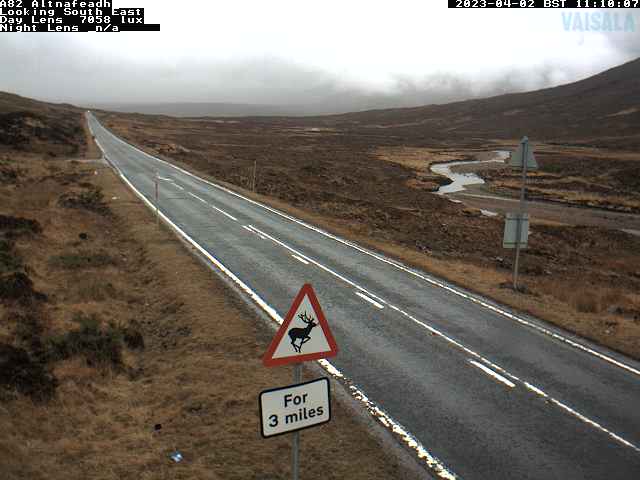 A82 Altnafeadh
Looking South East
Day Lens 7058 lux
Night Lens n/a
2023-04-02 BST 11:10:07
VAISALA
For
3 miles